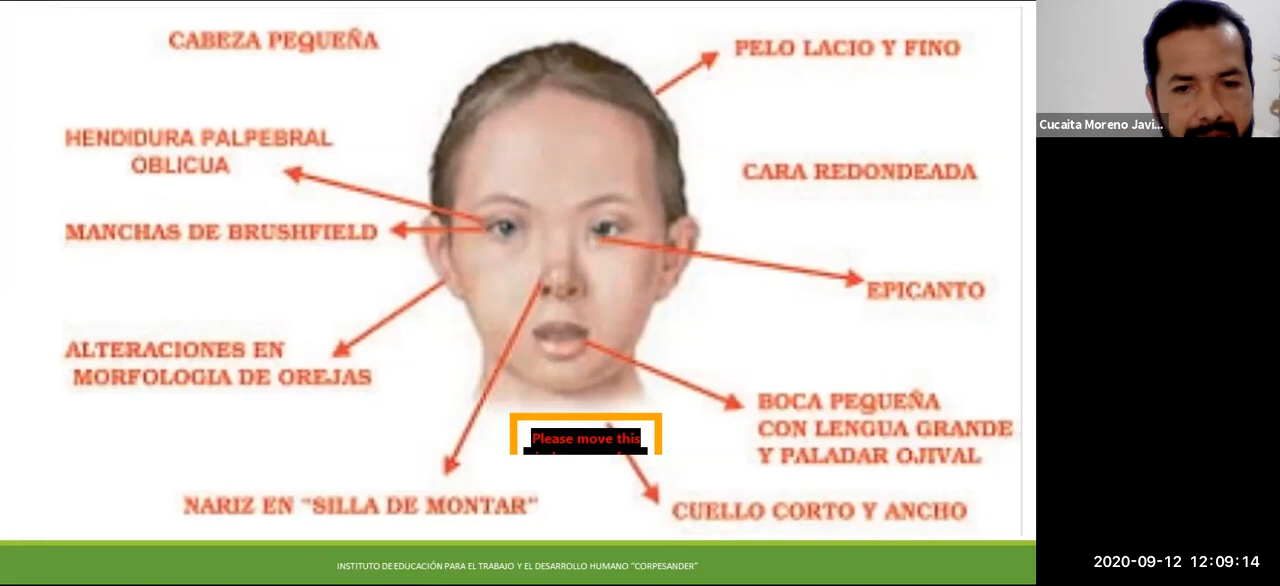 CABEZA PEQUEÑA
PELO LACIO Y FINO
HENDIDURA PALPEBRAL
OBLICUA
CARA REDONDEADA
MANCHAS DE BRUSHFIELD
EPICANTO
ALTERACIONES EN
MORFOLOGIA DE OREJAS
BOCA PEQUEÑA
CON LENGUA GRANDE
Y PALADAR OJIVAL
Please move this
NARIZ EN "SILLA DE MONTAR"
CUELLO CORTO Y ANCHO
INSTITUTO DE EDUCACIÓN PARA EL TRABAJO Y EL DESARROLLO HUMANO "CORPESANDER"
Cucaita Moreno Javi...
2020-09-12 12:09:14